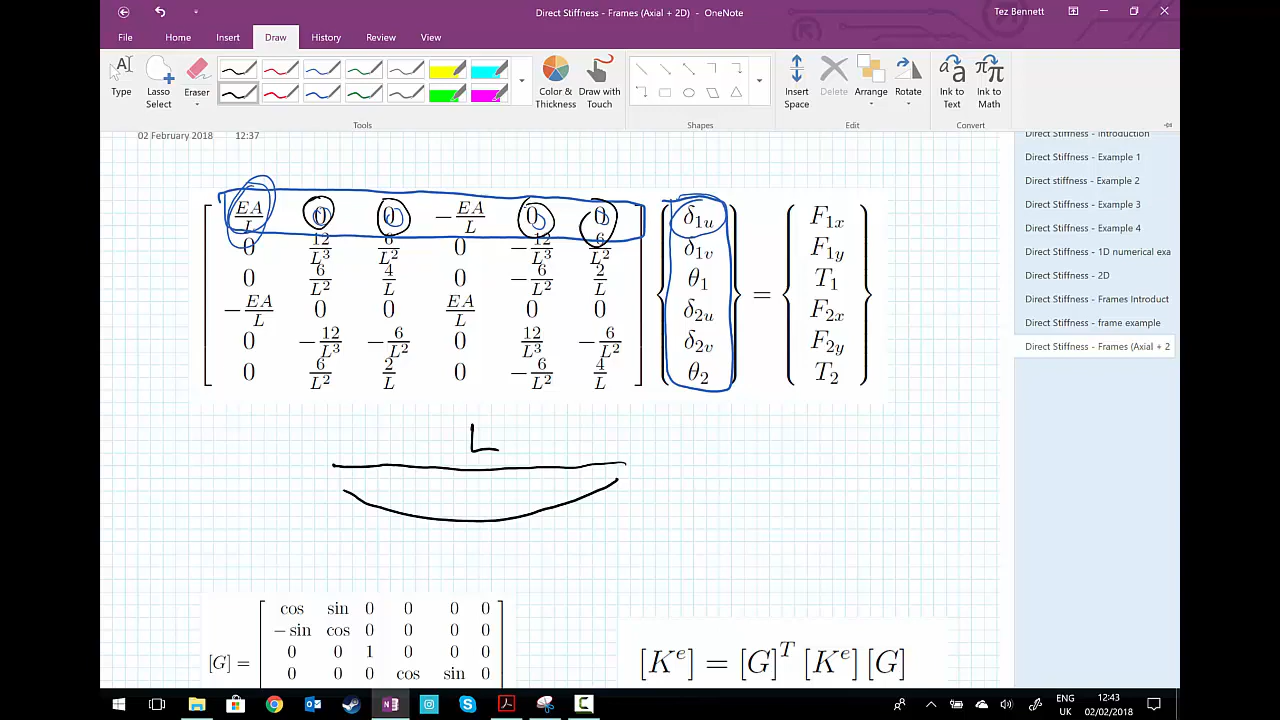 Direct Stiffness - Frames (Axial + 2D) - OneNote
Tez Bennett
File Home Insert Draw History Review View
Type Lasso Select Eraser Color & Thickness Draw with Touch Insert Space Delete Arrange Rotate Ink to Text Ink to Math
Tools Shapes Edit Convert
02 February 2018 12:37
EA/L 0 0 −EA/L 0 0 δ1u F1x
0 12/L³ 6/L² 0 −12/L³ 6/L² δ1v F1y
0 6/L² 4/L 0 −6/L² 2/L θ1 = T1
−EA/L 0 0 EA/L 0 0 δ2u F2x
0 −12/L³ −6/L² 0 12/L³ −6/L² δ2v F2y
0 6/L² 2/L 0 −6/L² 4/L θ2 T2
L
cos sin 0 0 0 0
− sin cos 0 0 0 0
[G] = 0 0 1 0 0 0
0 0 0 cos sin 0
[Kᵉ] = [G]ᵀ [Kᵉ] [G]
Direct Stiffness - Introduction
Direct Stiffness - Example 1
Direct stiffness - Example 2
Direct Stiffness - Example 3
Direct Stiffness - Example 4
Direct Stiffness - 1D numerical exa
Direct Stiffness - 2D
Direct Stiffness - Frames Introduct
Direct Stiffness - frame example
Direct Stiffness - Frames (Axial + 2
ENG
UK
12:43
02/02/2018